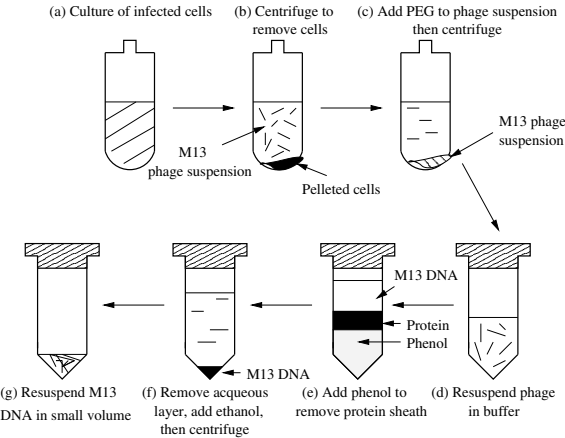 (a) Culture of infected cells
(b) Centrifuge to
remove cells
(c) Add PEG to phage suspension
then centrifuge
M13
phage suspension
Pelleted cells
M13 phage
suspension
M13 DNA
Protein
Phenol
M13 DNA
(g) Resuspend M13
DNA in small volume
(f) Remove acqueous
layer, add ethanol,
then centrifuge
(e) Add phenol to
remove protein sheath
(d) Resuspend phage
in buffer